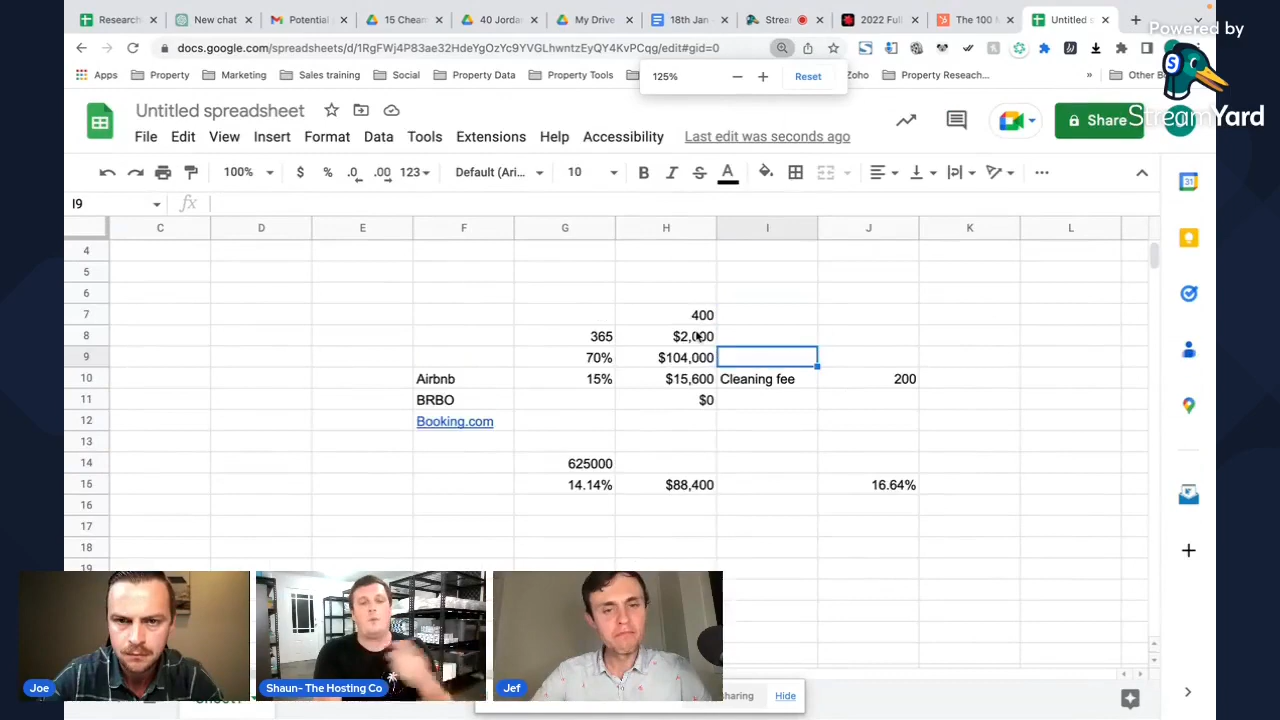 Research
New chat
Potential
15 Cheam
40 Jordan
My Drive
18th Jan
Strea
2022 Full
The 100 M
Untitled s
Powered by
docs.google.com/spreadsheets/d/1RgFWj4P83ae32HdeYgOzYc9YVGLhwntzEyQY4KvPCqg/edit#gid=0
Apps
Property
Marketing
Sales training
Social
Property Data
Property Tools
125%
Reset
Zoho
Property Reseach...
»
Other Bo
StreamYard
Untitled spreadsheet
File Edit View Insert Format Data Tools Extensions Help Accessibility
Last edit was seconds ago
Share
100% $ % .0 .00 123 Default (Ari... 10 B I S A
I9 fx
C D E F G H I J K L
4
5
6
7 400
8 365 $2,000
9 70% $104,000
10 Airbnb 15% $15,600 Cleaning fee 200
11 BRBO $0
12 Booking.com
13
14 625000
15 14.14% $88,400 16.64%
16
17
18
19
Joe
Shaun- The Hosting Co
Jef
sharing
Hide